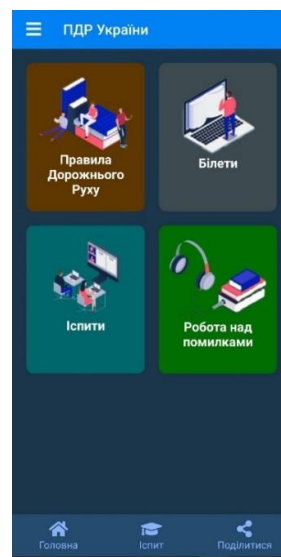 ПДР України
Правила
Дорожнього
Руху
Білети
Іспити
Робота над
помилками
Головна
Іспит
Поділитися